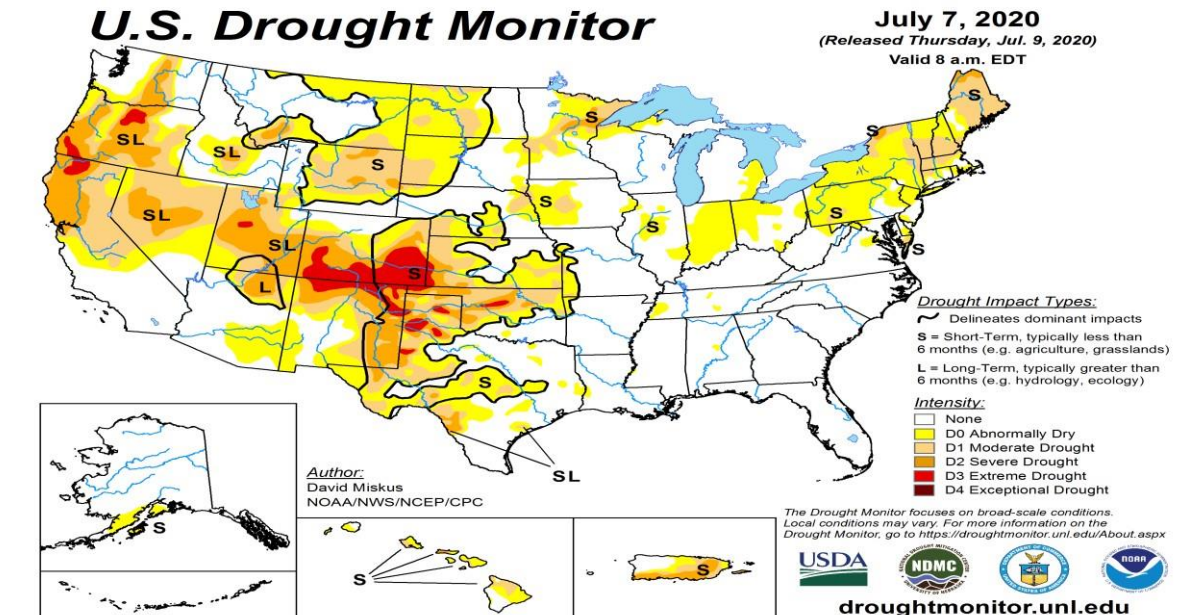 U.S. Drought Monitor
July 7, 2020
(Released Thursday, Jul. 9, 2020)
Valid 8 a.m. EDT
S
S
S
SL
SL
S
SL
S
S
S
S
SL
S
L
S
SL
Drought Impact Types:
Delineates dominant impacts
S = Short-Term, typically less than
6 months (e.g. agriculture, grasslands)
L = Long-Term, typically greater than
6 months (e.g. hydrology, ecology)
Intensity:
None
D0 Abnormally Dry
D1 Moderate Drought
D2 Severe Drought
D3 Extreme Drought
D4 Exceptional Drought
Author:
David Miskus
NOAA/NWS/NCEP/CPC
S
S
S
The Drought Monitor focuses on broad-scale conditions.
Local conditions may vary. For more information on the
Drought Monitor, go to https://droughtmonitor.unl.edu/About.aspx
USDA
NDMC
NOAA
droughtmonitor.unl.edu